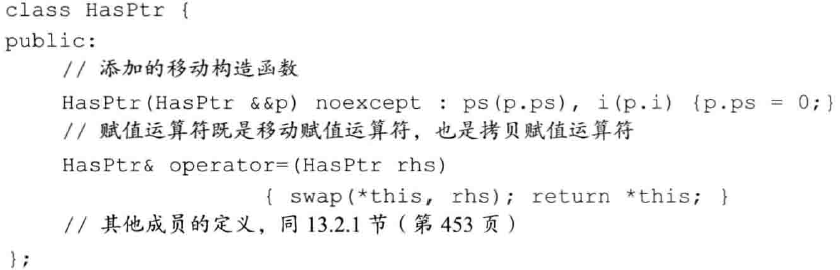 class HasPtr {
public:
// 添加的移动构造函数
HasPtr(HasPtr &&p) noexcept : ps(p.ps), i(p.i) {p.ps = 0;}
// 赋值运算符既是移动赋值运算符，也是拷贝赋值运算符
HasPtr& operator=(HasPtr rhs)
{ swap(*this, rhs); return *this; }
// 其他成员的定义，同 13.2.1 节（第 453 页）
};